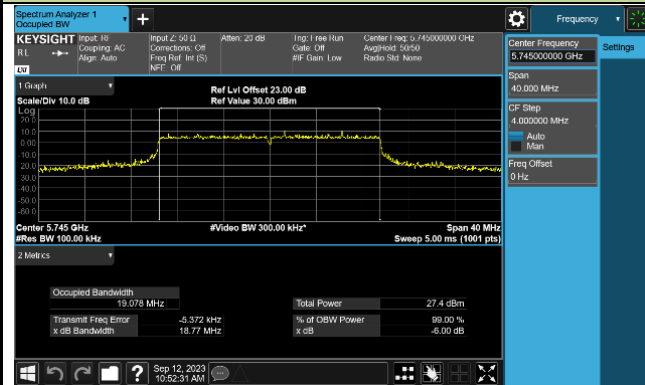 Spectrum Analyzer 1
Occupied BW
Frequency
KEYSIGHT
RL
LXI
Input: RF
Coupling: AC
Align: Auto
Input Z: 50 Ω
Corrections: Off
Freq Ref: Int (S)
NFE: Off
Atten: 20 dB
Trig: Free Run
Gate: Off
#IF Gain: Low
Center Freq: 5.745000000 GHz
Avg|Hold: 50/50
Radio Std: None
Center Frequency
5.745000000 GHz
Settings
Span
40.000 MHz
CF Step
4.000000 MHz
Auto
Man
Freq Offset
0 Hz
1 Graph
Scale/Div 10.0 dB
Ref Lvl Offset 23.00 dB
Ref Value 30.00 dBm
Log
20.0
10.0
0.00
-10.0
-20.0
-30.0
-40.0
-50.0
-60.0
Center 5.745 GHz
#Res BW 100.00 kHz
#Video BW 300.00 kHz*
Span 40 MHz
Sweep 5.00 ms (1001 pts)
2 Metrics
Occupied Bandwidth
19.078 MHz
Total Power
27.4 dBm
Transmit Freq Error
-5.372 kHz
% of OBW Power
99.00 %
x dB Bandwidth
18.77 MHz
x dB
-6.00 dB
Sep 12, 2023
10:52:31 AM